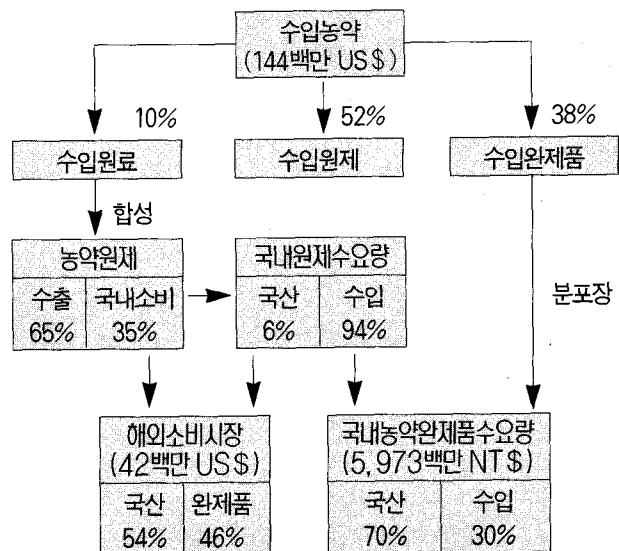 수입농약
(144백만 US$)
10% 52% 38%
수입원료 수입원제 수입완제품
합성
농약원제 국내원제수요량
수출 국내소비 국산 수입
65% 35% 6% 94%
분포장
해외소비시장 국내농약완제품수요량
(42백만 US$) (5,973백만 NT$)
국산 완제품 국산 수입
54% 46% 70% 30%